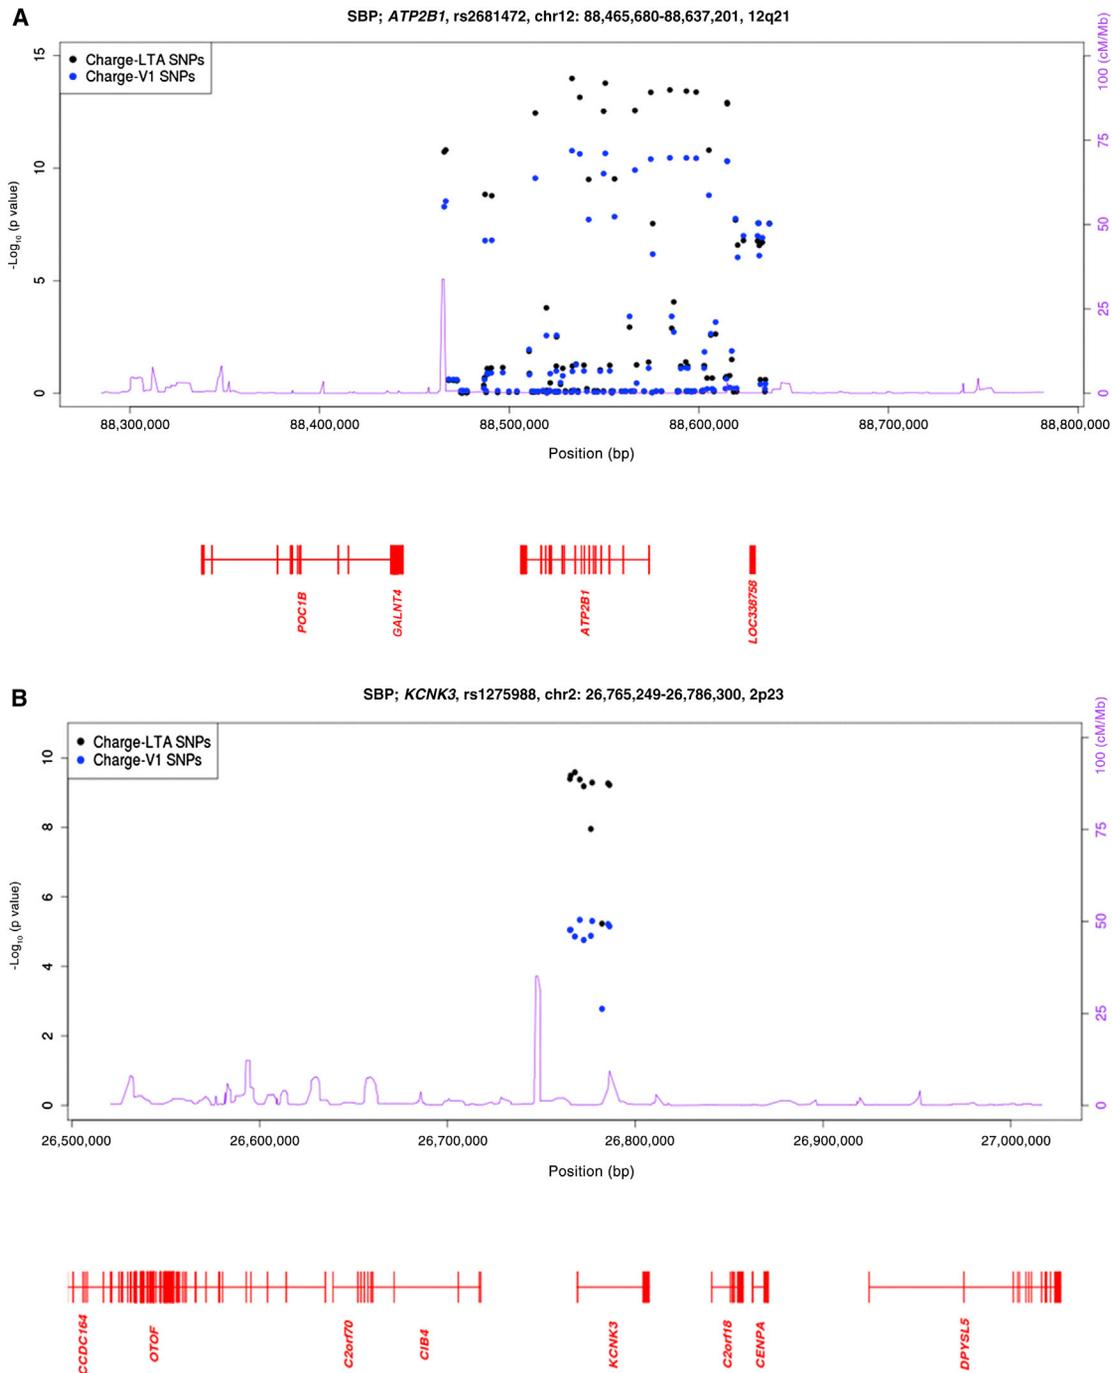 A
SBP; ATP2B1, rs2681472, chr12: 88,465,680-88,637,201, 12q21
Charge-LTA SNPs
Charge-V1 SNPs
15
10
5
0
-Log10 (p value)
100 (cM/Mb)
75
50
25
0
88,300,000 88,400,000 88,500,000 88,600,000 88,700,000 88,800,000
Position (bp)
POC1B GALNT4 ATP2B1 LOC338758
B
SBP; KCNK3, rs1275988, chr2: 26,765,249-26,786,300, 2p23
Charge-LTA SNPs
Charge-V1 SNPs
10
8
6
4
2
0
-Log10 (p value)
100 (cM/Mb)
75
50
25
0
26,500,000 26,600,000 26,700,000 26,800,000 26,900,000 27,000,000
Position (bp)
CCDC164 OTOF C2orf70 CIB4 KCNK3 C2orf18 CENPA DPYSL5